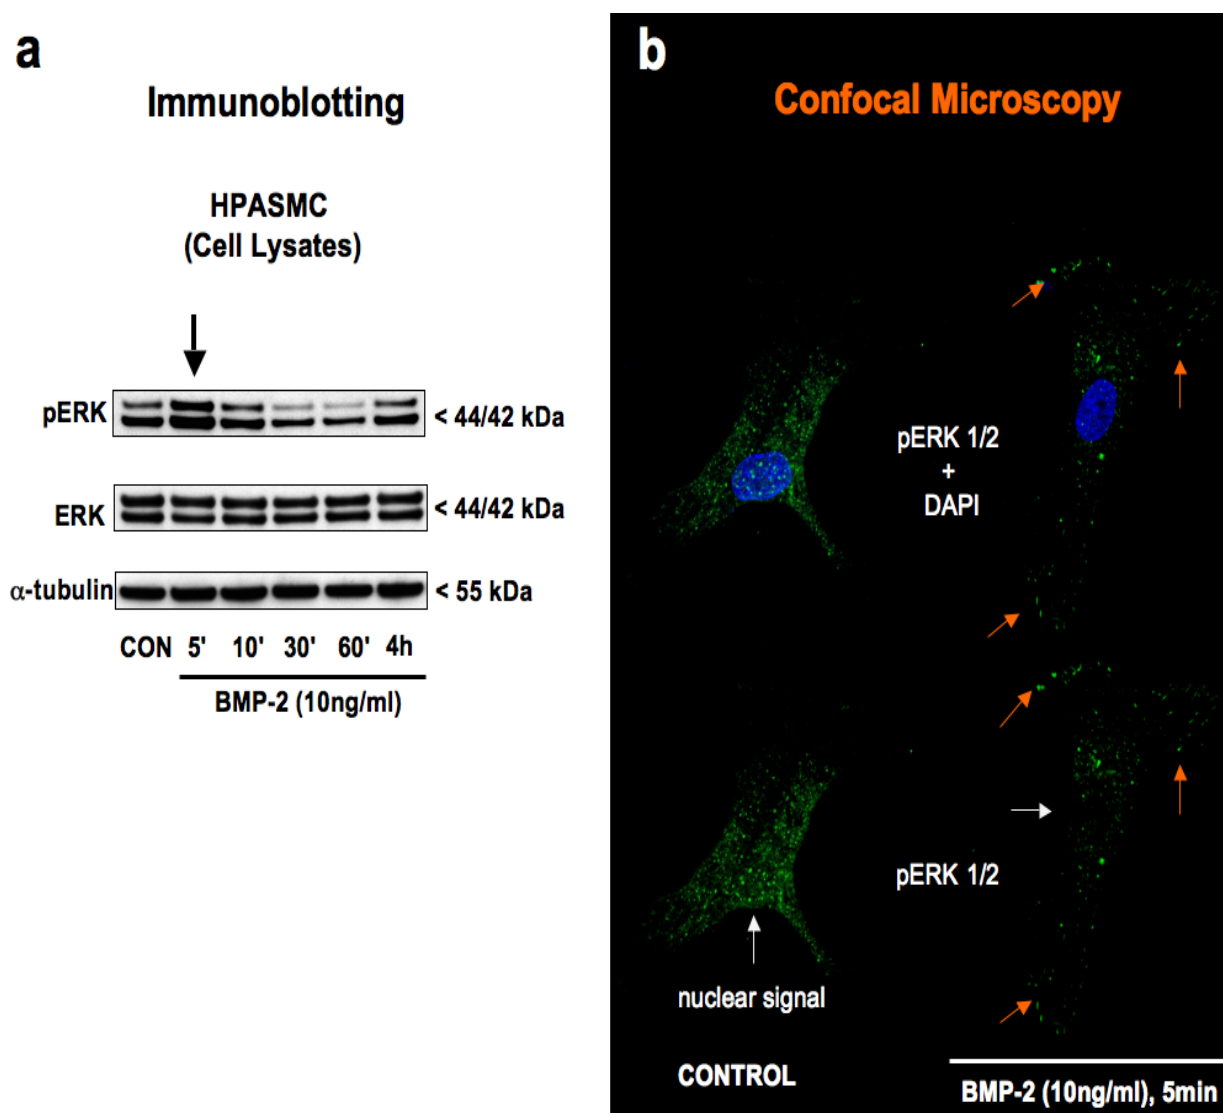 a
Immunoblotting
HPASMC
(Cell Lysates)
pERK
< 44/42 kDa
ERK
< 44/42 kDa
α-tubulin
< 55 kDa
CON 5' 10' 30' 60' 4h
BMP-2 (10ng/ml)
b
Confocal Microscopy
pERK 1/2
+
DAPI
pERK 1/2
nuclear signal
CONTROL
BMP-2 (10ng/ml), 5min